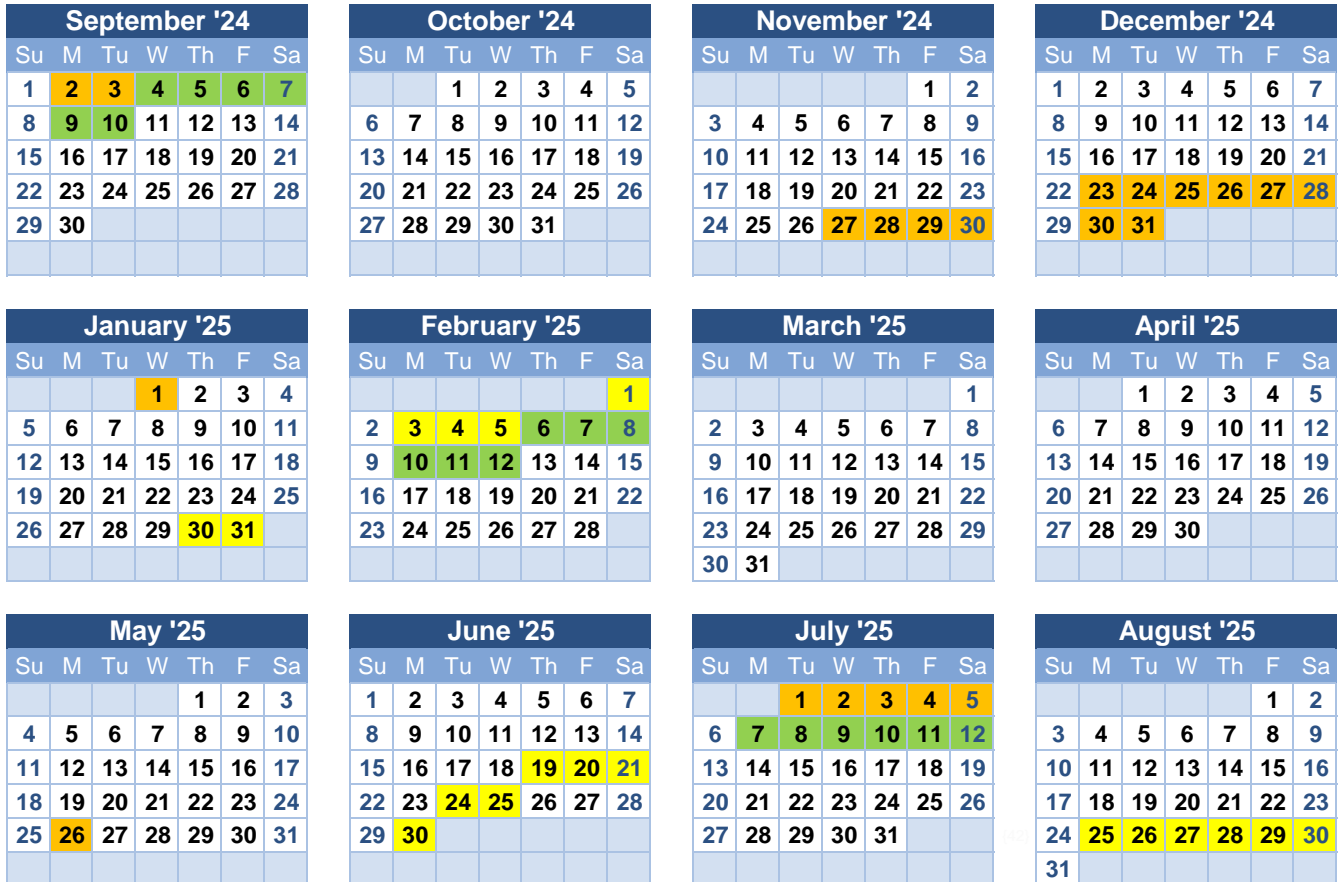 September '24 October '24 November '24 December '24
Su M Tu W Th F Sa Su M Tu W Th F Sa Su M Tu W Th F Sa Su M Tu W Th F Sa
1 2 3 4 5 6 7 1 2 3 4 5 1 2 1 2 3 4 5 6 7
8 9 10 11 12 13 14 6 7 8 9 10 11 12 3 4 5 6 7 8 9 8 9 10 11 12 13 14
15 16 17 18 19 20 21 13 14 15 16 17 18 19 10 11 12 13 14 15 16 15 16 17 18 19 20 21
22 23 24 25 26 27 28 20 21 22 23 24 25 26 17 18 19 20 21 22 23 22 23 24 25 26 27 28
29 30 27 28 29 30 31 24 25 26 27 28 29 30 29 30 31
January '25 February '25 March '25 April '25
Su M Tu W Th F Sa Su M Tu W Th F Sa Su M Tu W Th F Sa Su M Tu W Th F Sa
1 2 3 4 1 1 1 2 3 4 5
5 6 7 8 9 10 11 2 3 4 5 6 7 8 2 3 4 5 6 7 8 6 7 8 9 10 11 12
12 13 14 15 16 17 18 9 10 11 12 13 14 15 9 10 11 12 13 14 15 13 14 15 16 17 18 19
19 20 21 22 23 24 25 16 17 18 19 20 21 22 16 17 18 19 20 21 22 20 21 22 23 24 25 26
26 27 28 29 30 31 23 24 25 26 27 28 23 24 25 26 27 28 29 27 28 29 30
30 31
May '25 June '25 July '25 August '25
Su M Tu W Th F Sa Su M Tu W Th F Sa Su M Tu W Th F Sa Su M Tu W Th F Sa
1 2 3 1 2 3 4 5 6 7 1 2 3 4 5 1 2
4 5 6 7 8 9 10 8 9 10 11 12 13 14 6 7 8 9 10 11 12 3 4 5 6 7 8 9
11 12 13 14 15 16 17 15 16 17 18 19 20 21 13 14 15 16 17 18 19 10 11 12 13 14 15 16
18 19 20 21 22 23 24 22 23 24 25 26 27 28 20 21 22 23 24 25 26 17 18 19 20 21 22 23
25 26 27 28 29 30 31 29 30 27 28 29 30 31 24 25 26 27 28 29 30
31